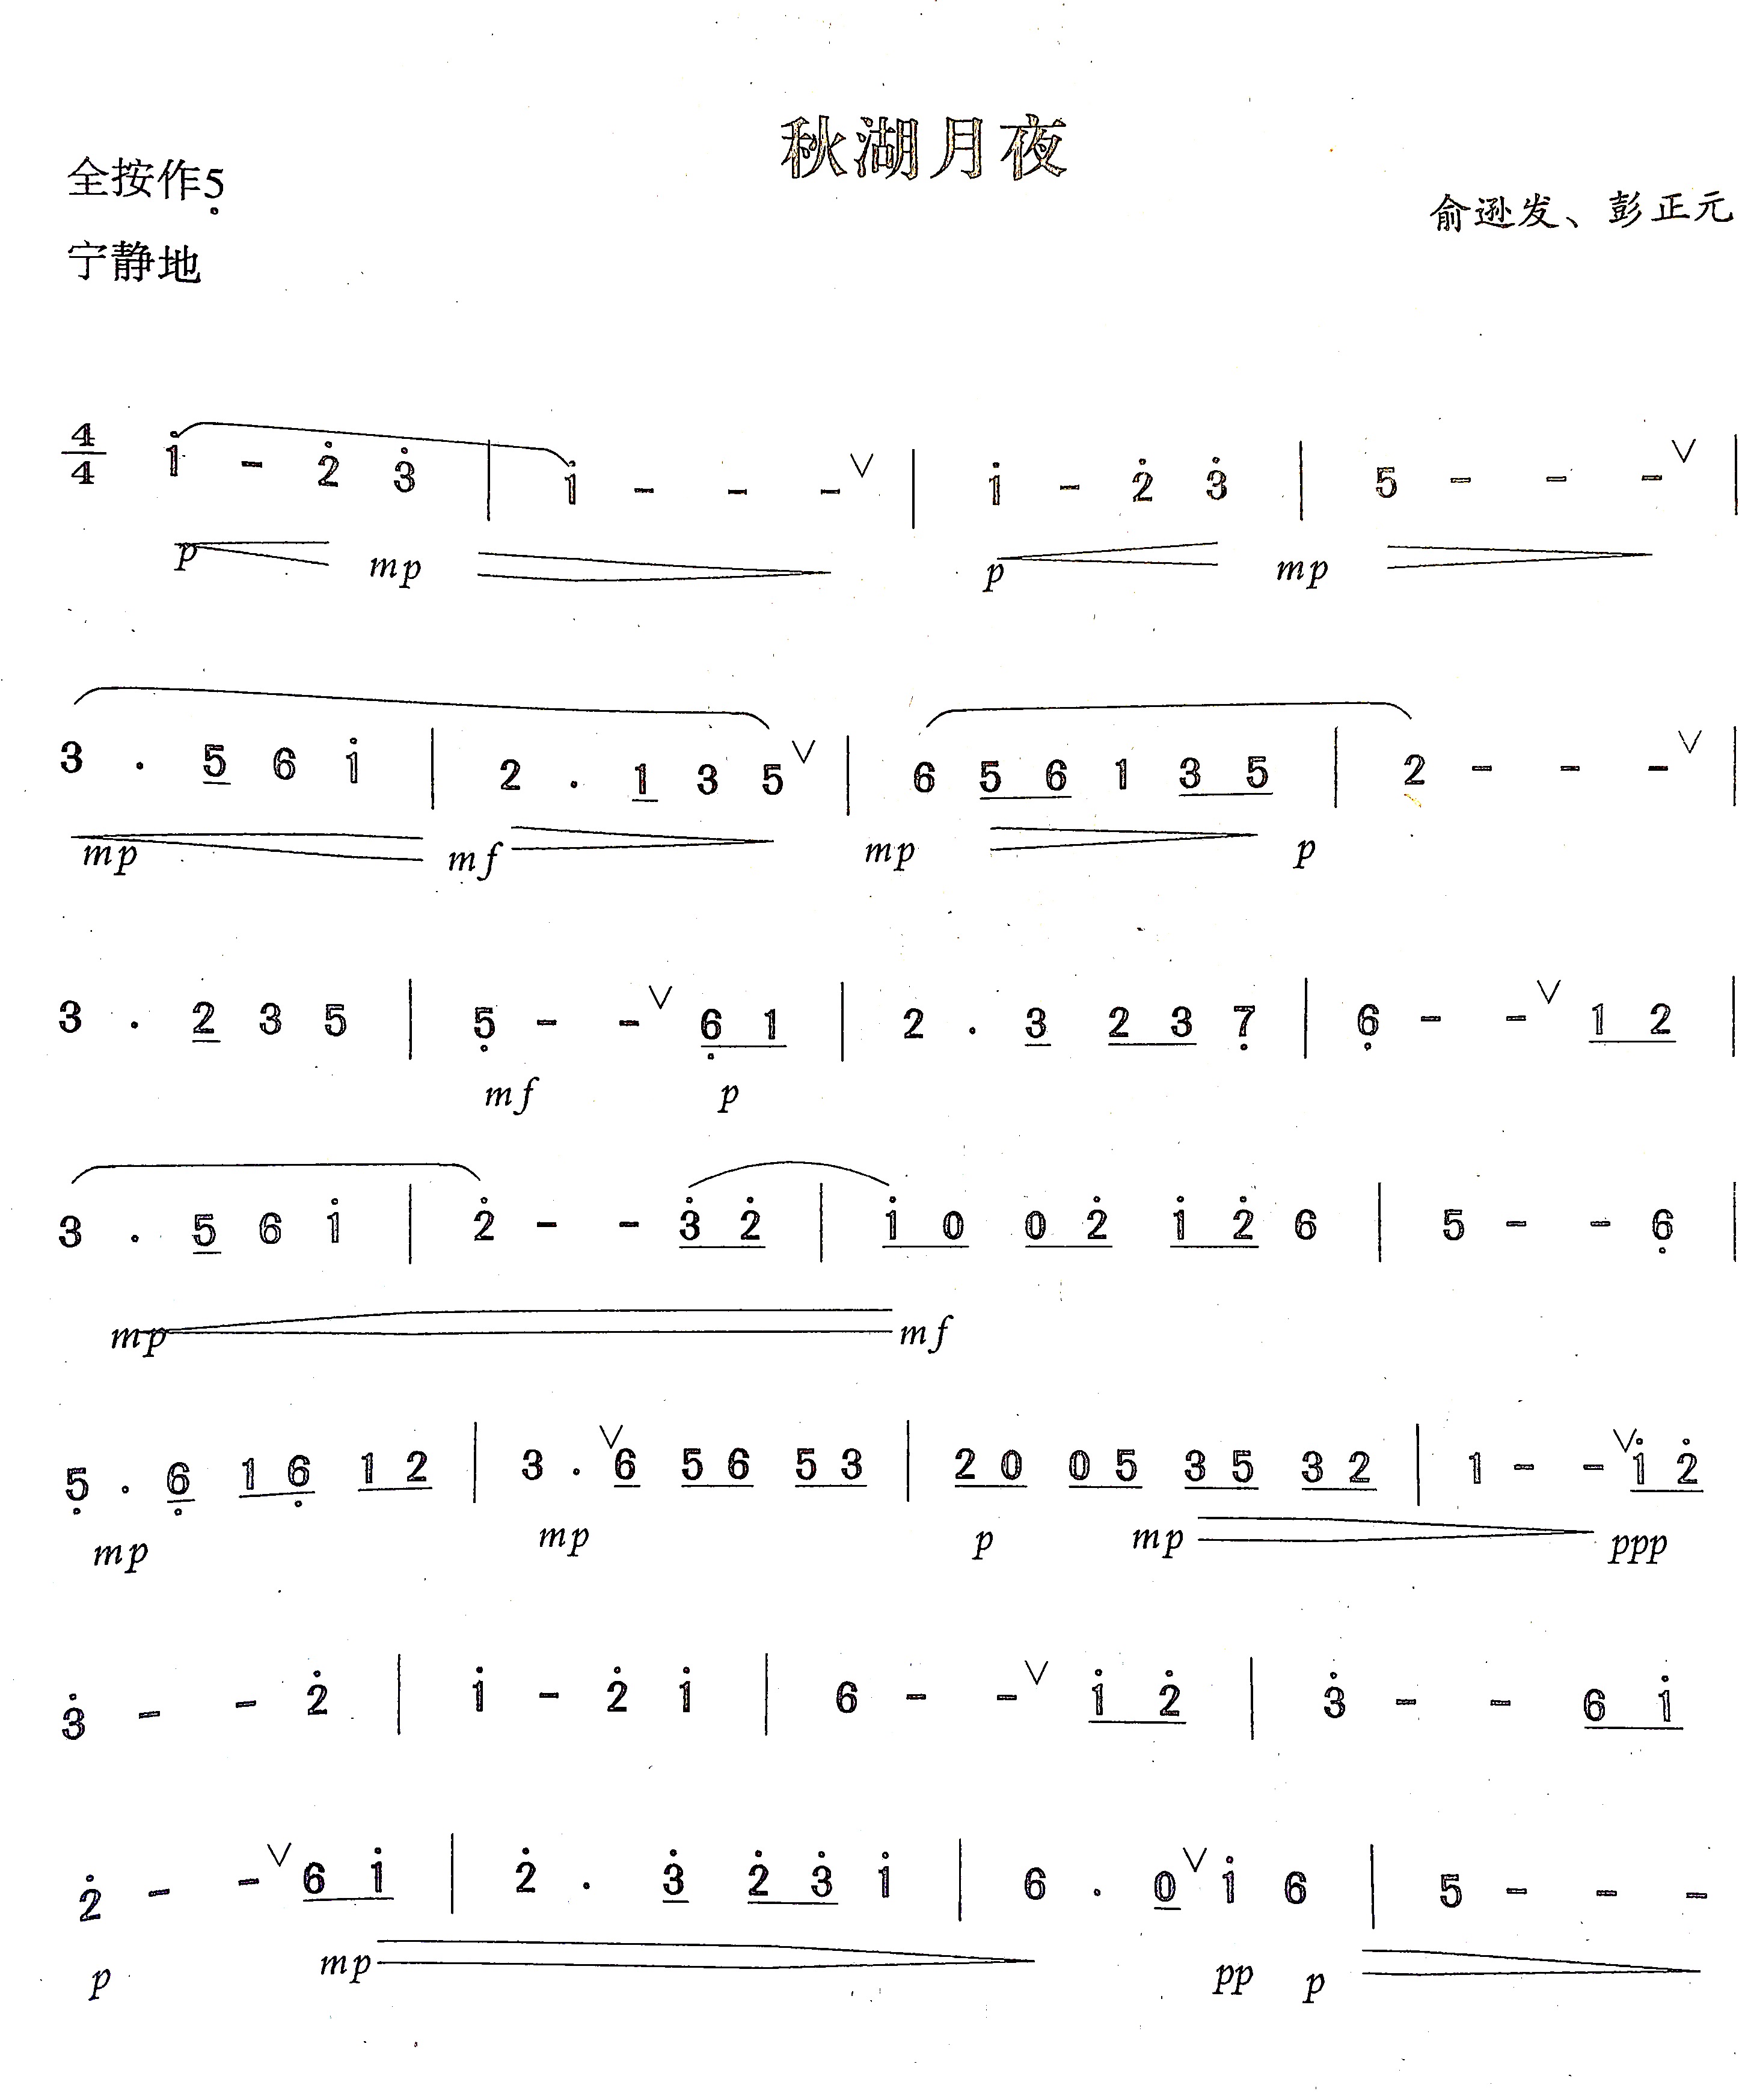 秋湖月夜
全按作5̣
俞逊发、彭正元
宁静地
4/4 1̇ - 2̇ 3̇ | 1̇ - - - ∨ | 1̇ - 2̇ 3̇ | 5 - - - ∨ |
p mp p mp
3 . 5 6 1̇ | 2 . 1 3 5 ∨ | 6 5 6 1 3 5 | 2 - - - ∨ |
mp mf mp p
3 . 2 3 5 | 5̣ - - ∨ 6̣ 1 | 2 . 3 2 3 7̣ | 6̣ - - ∨ 1 2 |
mf p
3 . 5 6 1̇ | 2̇ - - 3̇ 2̇ | 1̇ 0 0 2̇ 1̇ 2̇ 6 | 5 - - 6̣ |
mp mf
5̣ . 6̣ 1 6̣ 1 2 | 3 . ∨ 6 5 6 5 3 | 2 0 0 5 3 5 3 2 | 1 - - ∨ 1̇ 2̇
mp mp p mp ppp
3̇ - - 2̇ | 1̇ - 2̇ 1̇ | 6 - - ∨ 1̇ 2̇ | 3̇ - - 6 1̇
2̇ - - ∨ 6 1̇ | 2̇ . 3̇ 2̇ 3̇ 1̇ | 6 . 0 ∨ 1̇ 6 | 5 - - -
p mp pp p